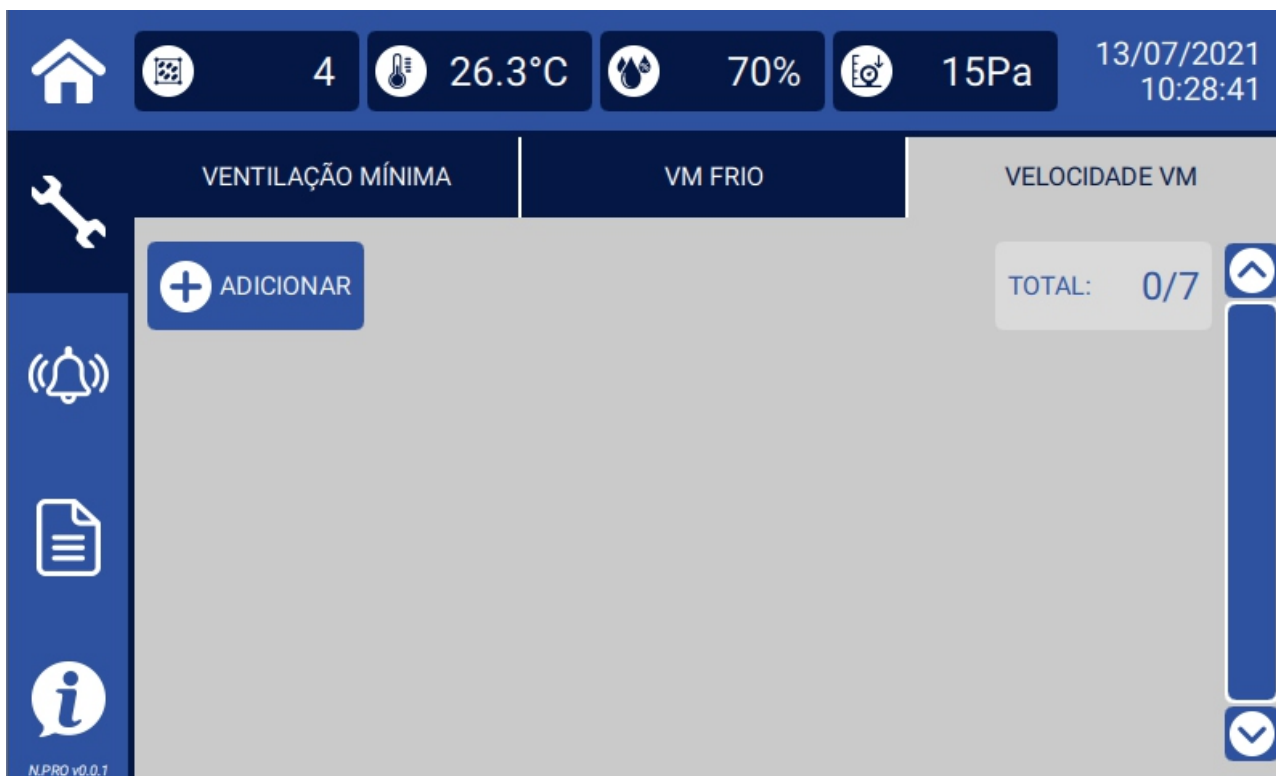 4
26.3°C
70%
15Pa
13/07/2021
10:28:41
VENTILAÇÃO MÍNIMA
VM FRIO
VELOCIDADE VM
ADICIONAR
TOTAL: 0/7
N.PRO v0.0.1